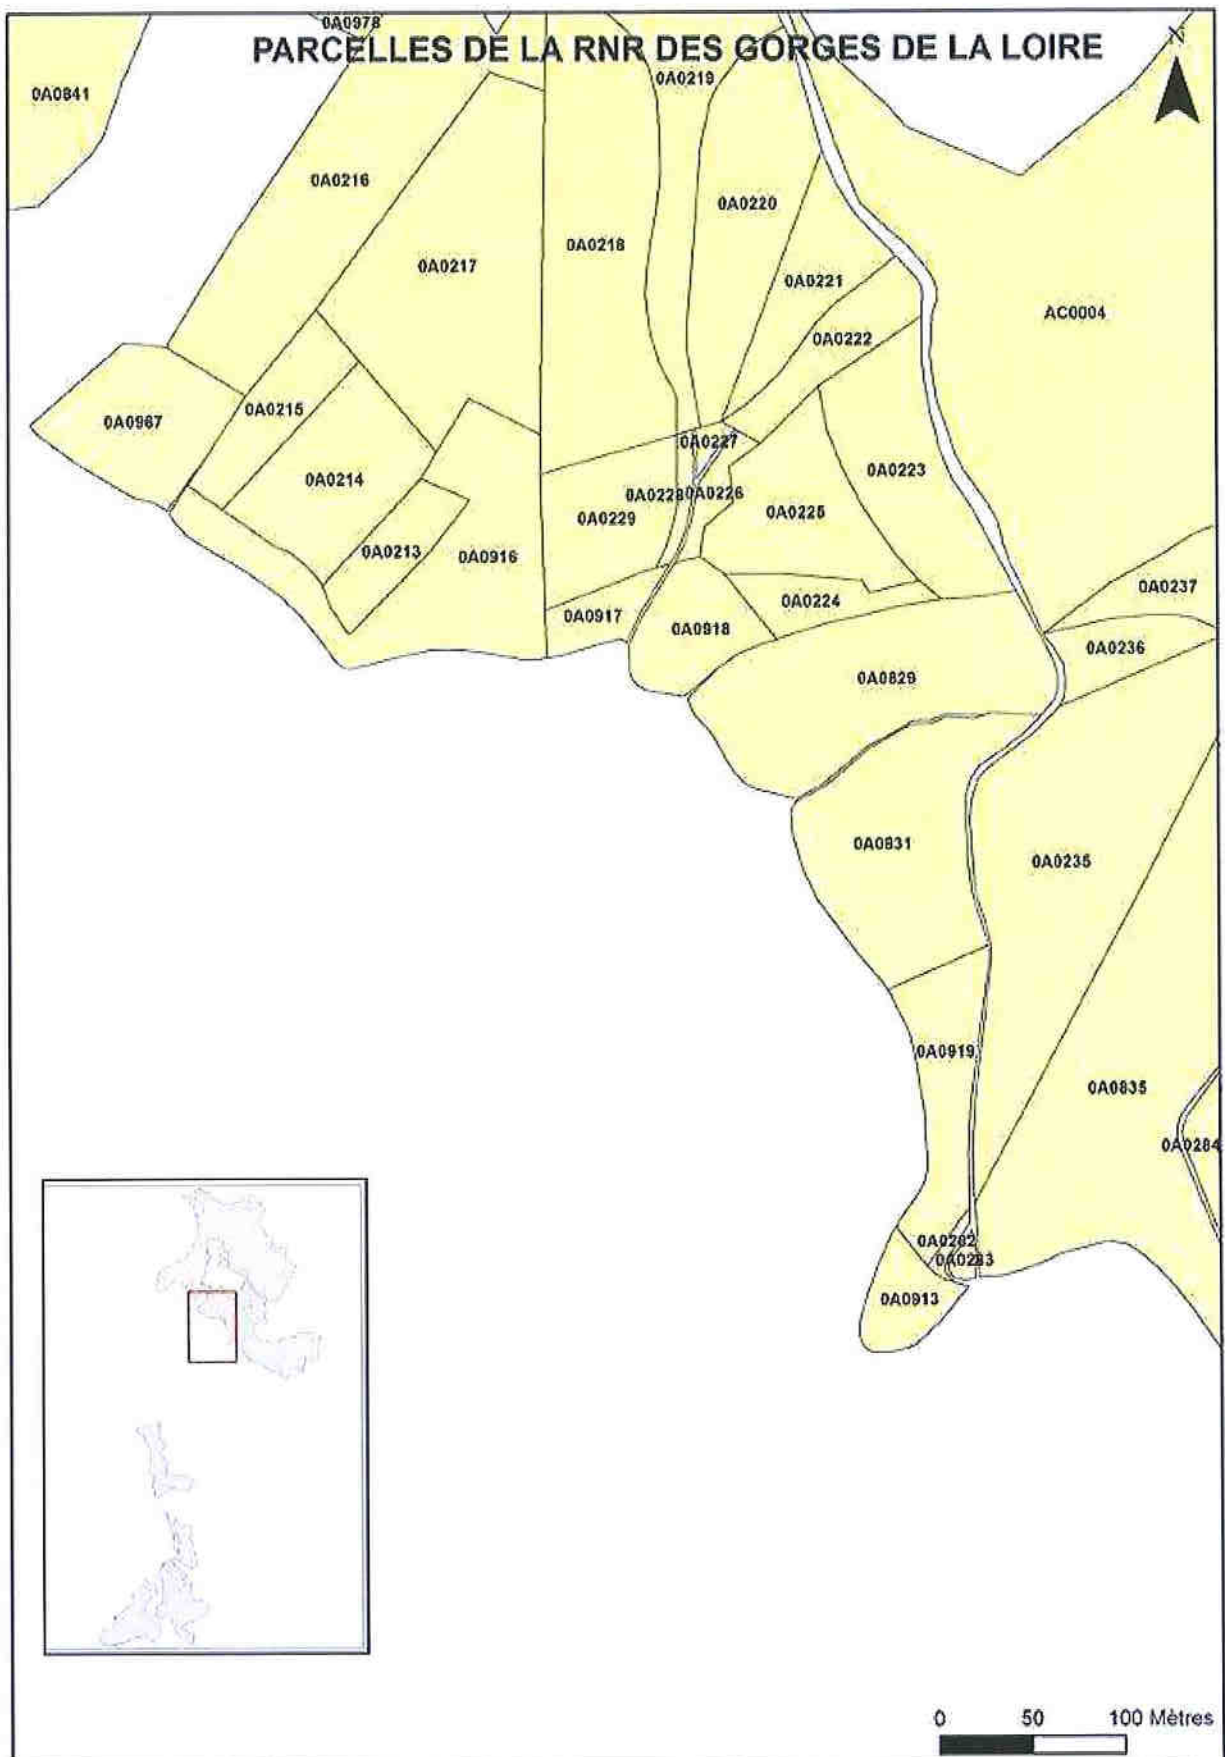 0A0978
PARCELLES DE LA RNR DES GORGES DE LA LOIRE
N
0A0841
0A0219
0A0216
0A0220
0A0218
0A0217
0A0221
AC0004
0A0222
0A0215
0A0967
0A0227
0A0223
0A0214
0A0228
0A0226
0A0225
0A0229
0A0213
0A0916
0A0237
0A0224
0A0917
0A0918
0A0236
0A0829
0A0831
0A0235
0A0919
0A0835
0A0284
0A0282
0A0283
0A0913
0 50 100 Mètres